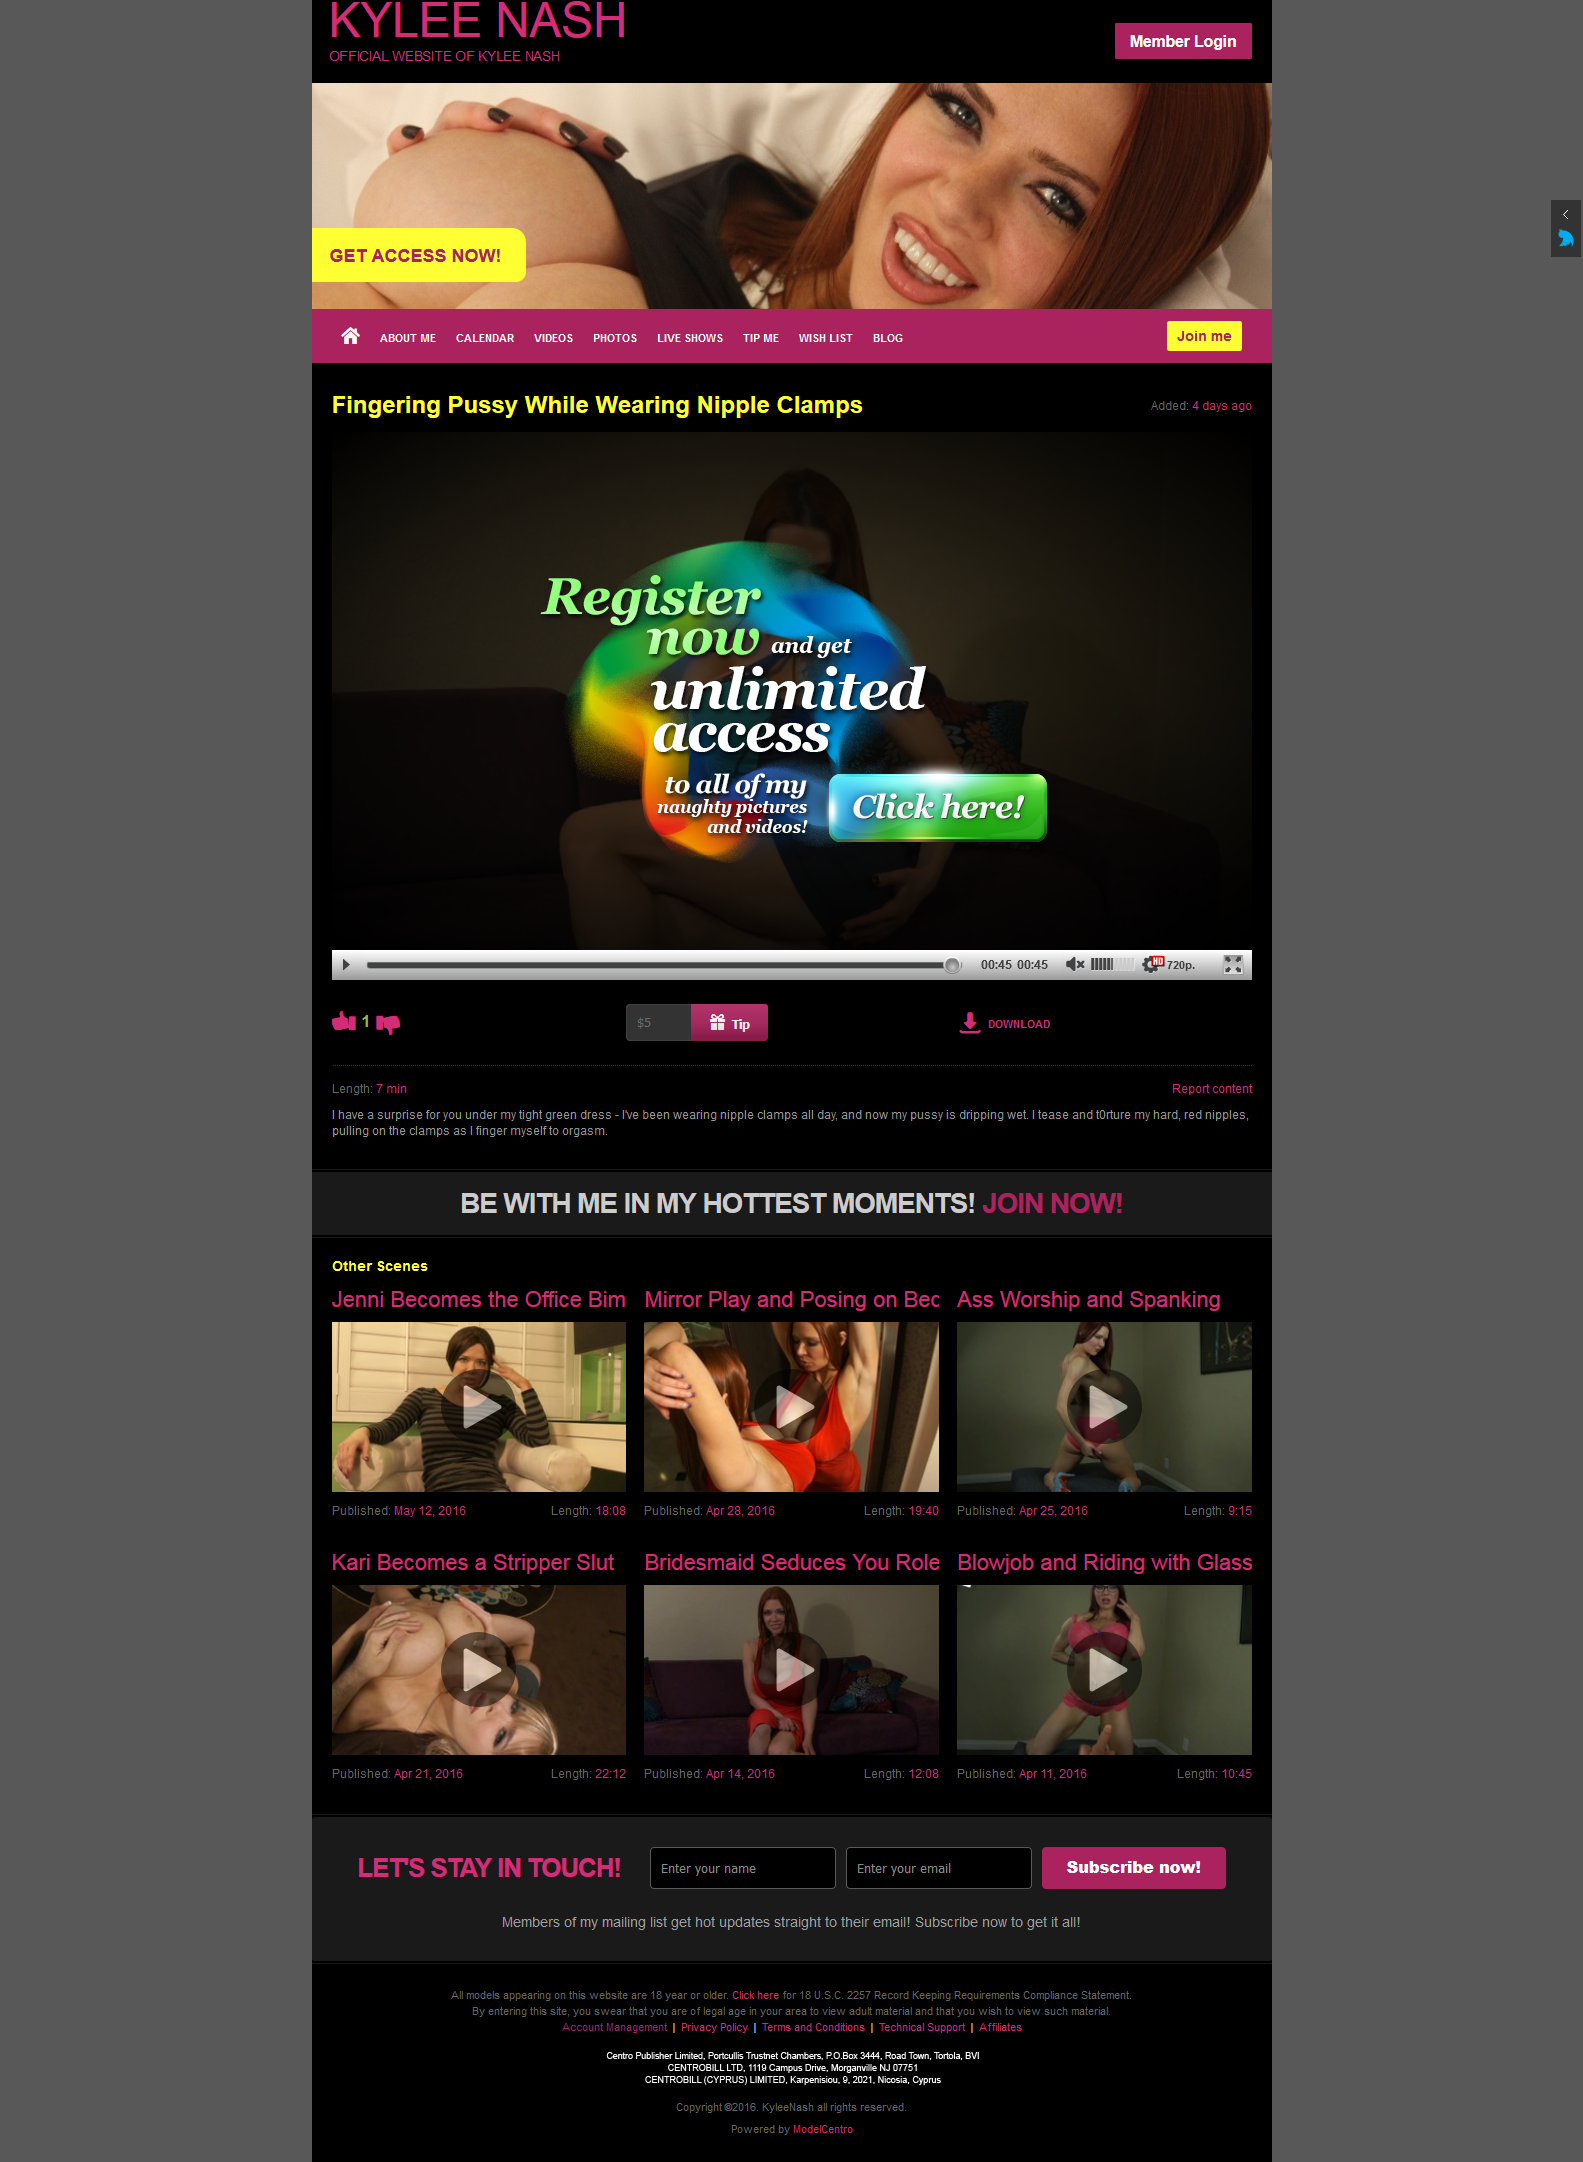 KYLEE NASH
OFFICIAL WEBSITE OF KYLEE NASH
Member Login
GET ACCESS NOW!
ABOUT ME CALENDAR VIDEOS PHOTOS LIVE SHOWS TIP ME WISH LIST BLOG
Join me
Fingering Pussy While Wearing Nipple Clamps
Added: 4 days ago
Register
now and get
unlimited
access
to all of my
naughty pictures
and videos!
Click here!
00:45 00:45
HD 720p.
1
$5
Tip
DOWNLOAD
Length: 7 min
Report content
I have a surprise for you under my tight green dress - I've been wearing nipple clamps all day, and now my pussy is dripping wet. I tease and t0rture my hard, red nipples,
pulling on the clamps as I finger myself to orgasm.
BE WITH ME IN MY HOTTEST MOMENTS! JOIN NOW!
Other Scenes
Jenni Becomes the Office Bim
Mirror Play and Posing on Bec
Ass Worship and Spanking
Published: May 12, 2016 Length: 18:08
Published: Apr 28, 2016 Length: 19:40
Published: Apr 25, 2016 Length: 9:15
Kari Becomes a Stripper Slut
Bridesmaid Seduces You Role
Blowjob and Riding with Glass
Published: Apr 21, 2016 Length: 22:12
Published: Apr 14, 2016 Length: 12:08
Published: Apr 11, 2016 Length: 10:45
LET'S STAY IN TOUCH!
Enter your name
Enter your email
Subscribe now!
Members of my mailing list get hot updates straight to their email! Subscribe now to get it all!
All models appearing on this website are 18 year or older. Click here for 18 U.S.C. 2257 Record Keeping Requirements Compliance Statement.
By entering this site, you swear that you are of legal age in your area to view adult material and that you wish to view such material.
Account Management | Privacy Policy | Terms and Conditions | Technical Support | Affiliates
Centro Publisher Limited, Portcullis Trustnet Chambers, P.O.Box 3444, Road Town, Tortola, BVI
CENTROBILL LTD, 1119 Campus Drive, Morganville NJ 07751
CENTROBILL (CYPRUS) LIMITED, Karpenisiou, 9, 2021, Nicosia, Cyprus
Copyright ©2016. KyleeNash all rights reserved.
Powered by ModelCentro